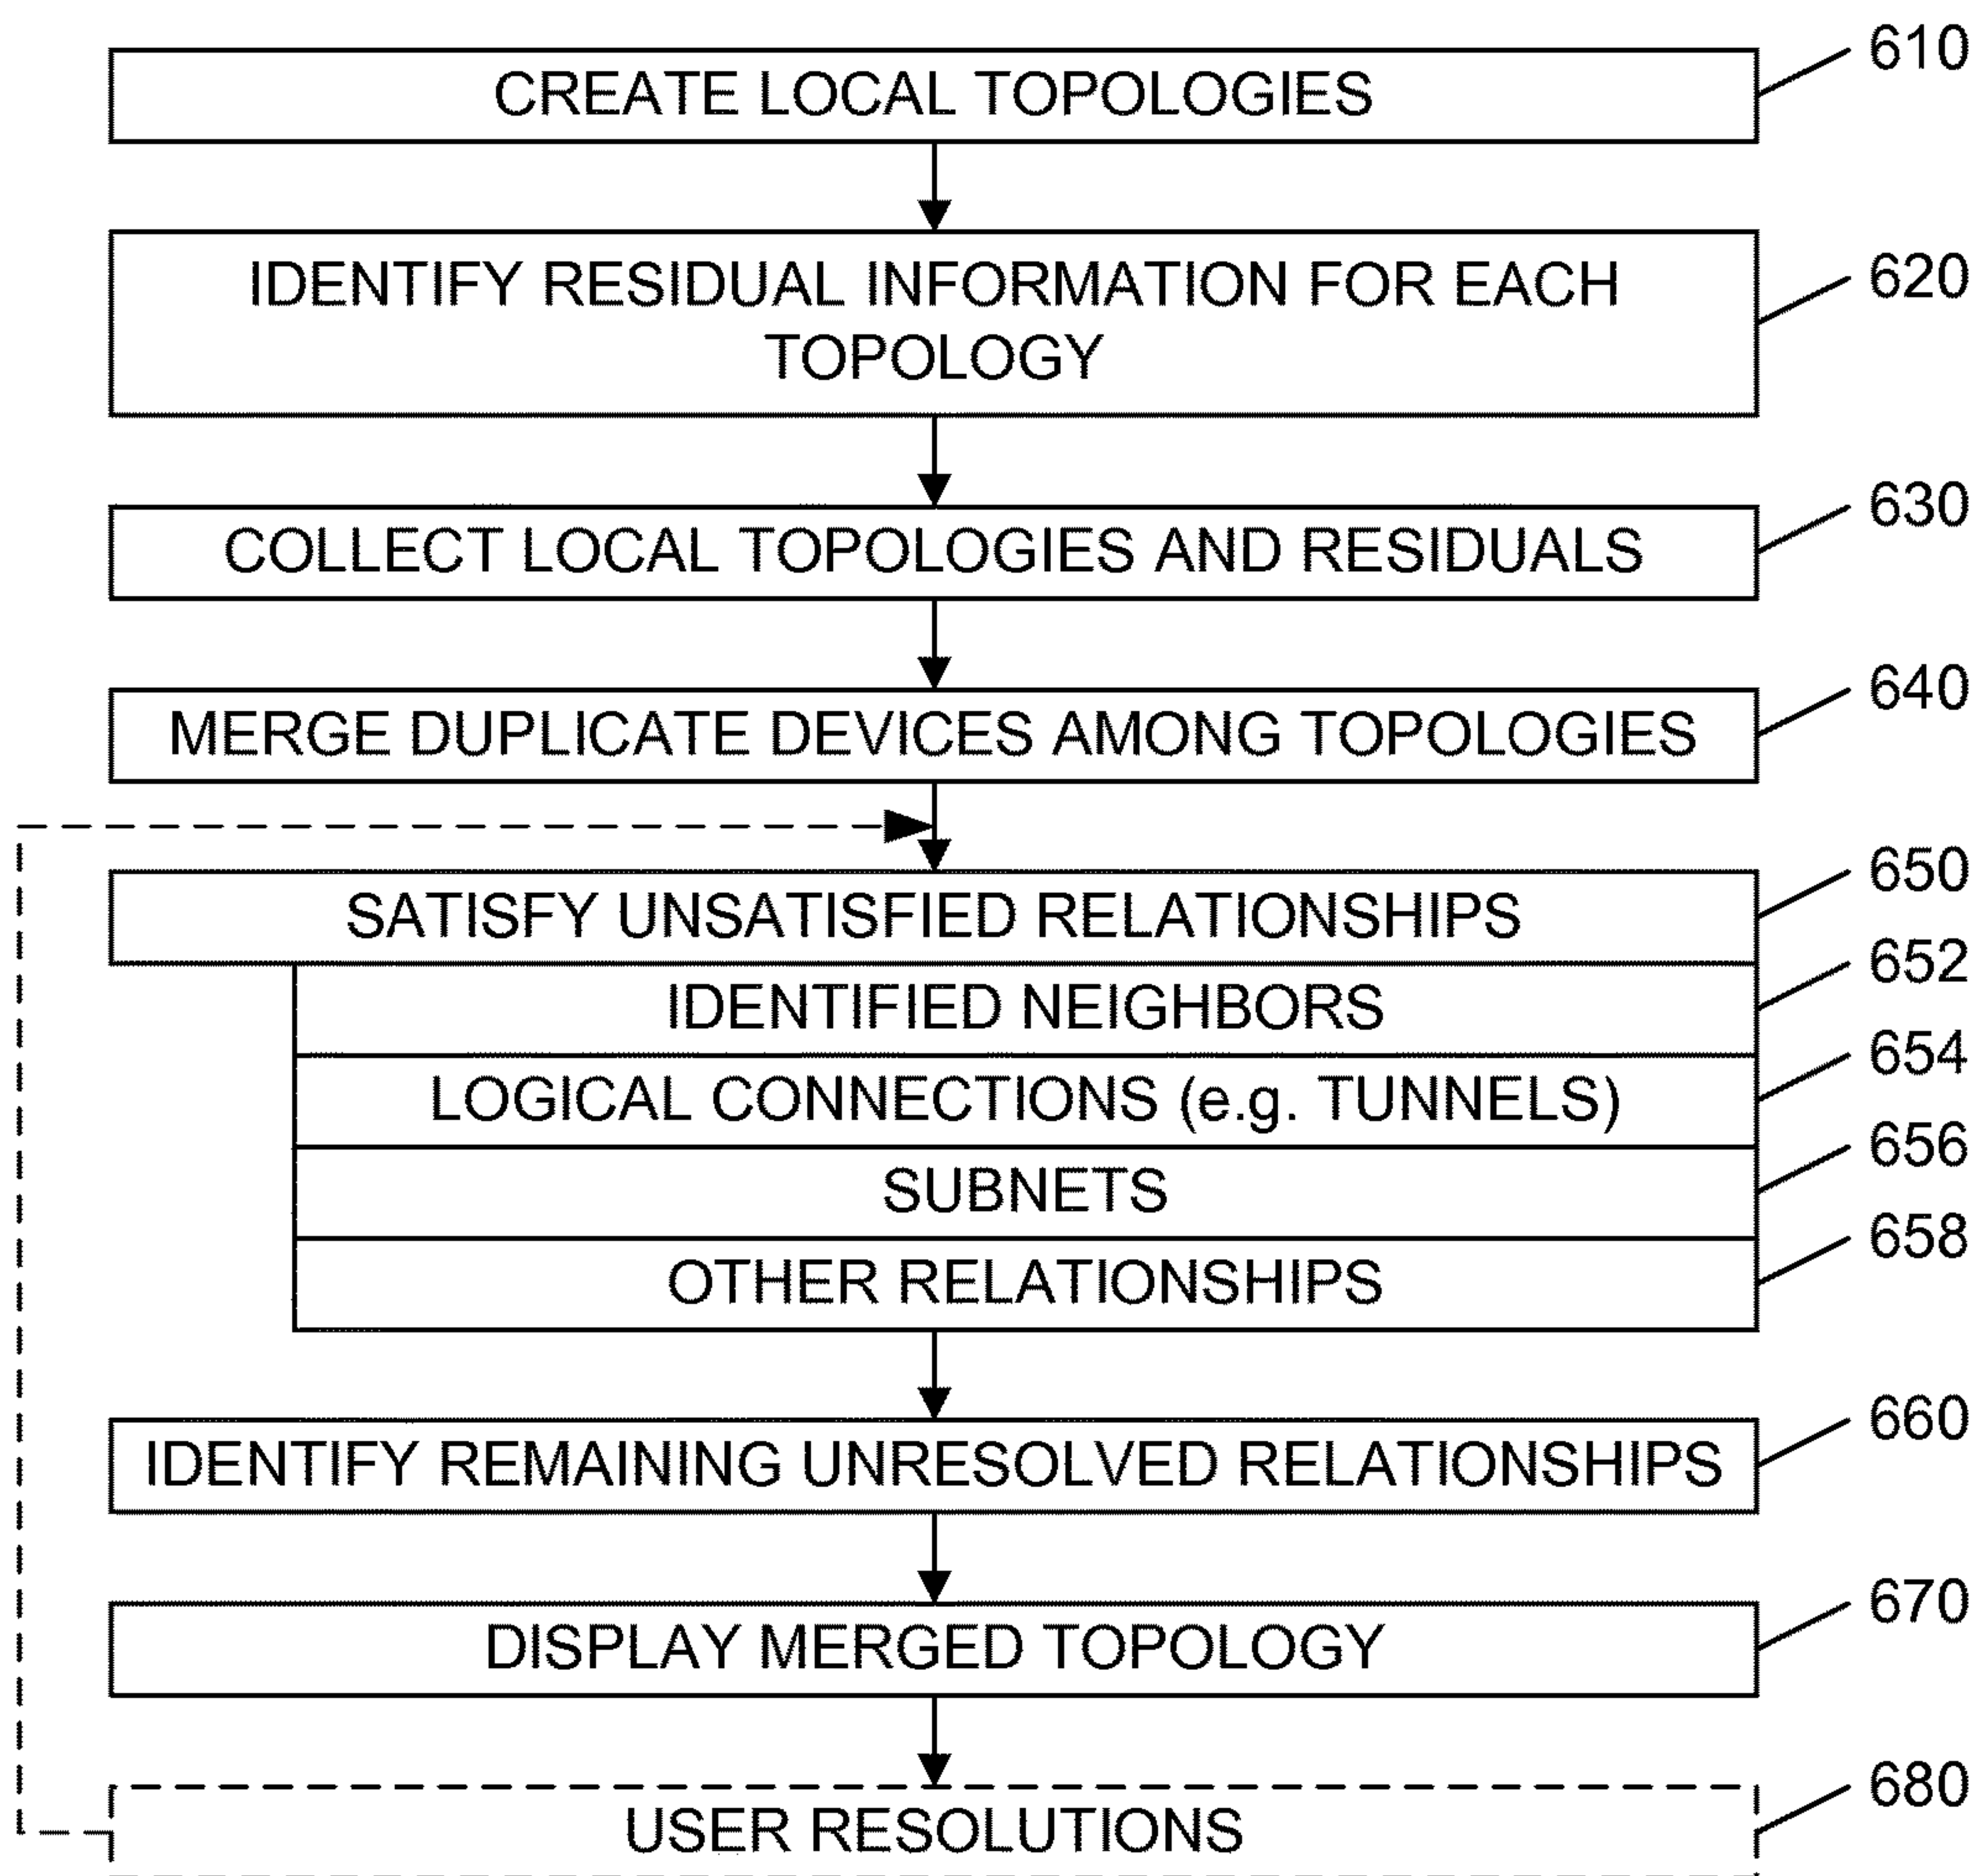 610
CREATE LOCAL TOPOLOGIES
620
IDENTIFY RESIDUAL INFORMATION FOR EACH
TOPOLOGY
630
COLLECT LOCAL TOPOLOGIES AND RESIDUALS
640
MERGE DUPLICATE DEVICES AMONG TOPOLOGIES
650
SATISFY UNSATISFIED RELATIONSHIPS
652
IDENTIFIED NEIGHBORS
654
LOGICAL CONNECTIONS (e.g. TUNNELS)
656
SUBNETS
658
OTHER RELATIONSHIPS
660
IDENTIFY REMAINING UNRESOLVED RELATIONSHIPS
670
DISPLAY MERGED TOPOLOGY
680
USER RESOLUTIONS